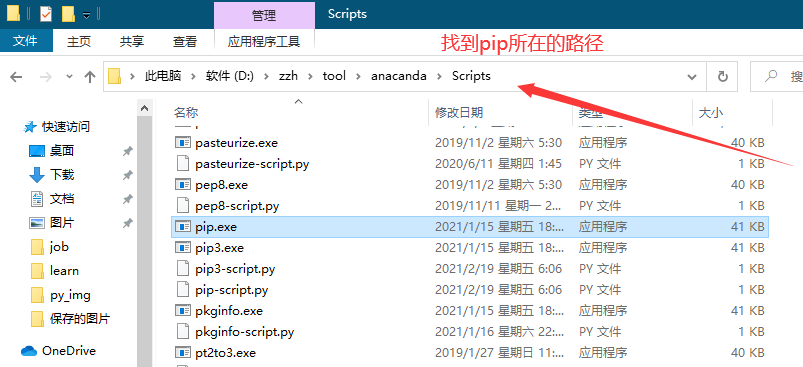 管理
Scripts
文件
主页
共享
查看
应用程序工具
找到pip所在的路径
此电脑 › 软件 (D:) › zzh › tool › anacanda › Scripts
搜
名称 修改日期 类型 大小
快速访问
桌面
下载
文档
图片
job
learn
py_img
保存的图片
OneDrive
pasteurize.exe 2019/11/2 星期六 5:30 应用程序 40 KB
pasteurize-script.py 2020/6/11 星期四 1:45 PY 文件 1 KB
pep8.exe 2019/11/2 星期六 5:30 应用程序 40 KB
pep8-script.py 2019/11/11 星期一 2... PY 文件 1 KB
pip.exe 2021/1/15 星期五 18:... 应用程序 41 KB
pip3.exe 2021/1/15 星期五 18:... 应用程序 41 KB
pip3-script.py 2021/2/19 星期五 6:06 PY 文件 1 KB
pip-script.py 2021/2/19 星期五 6:06 PY 文件 1 KB
pkginfo.exe 2021/1/15 星期五 18:... 应用程序 41 KB
pkginfo-script.py 2021/1/16 星期六 22:... PY 文件 1 KB
pt2to3.exe 2019/1/27 星期日 11:... 应用程序 40 KB